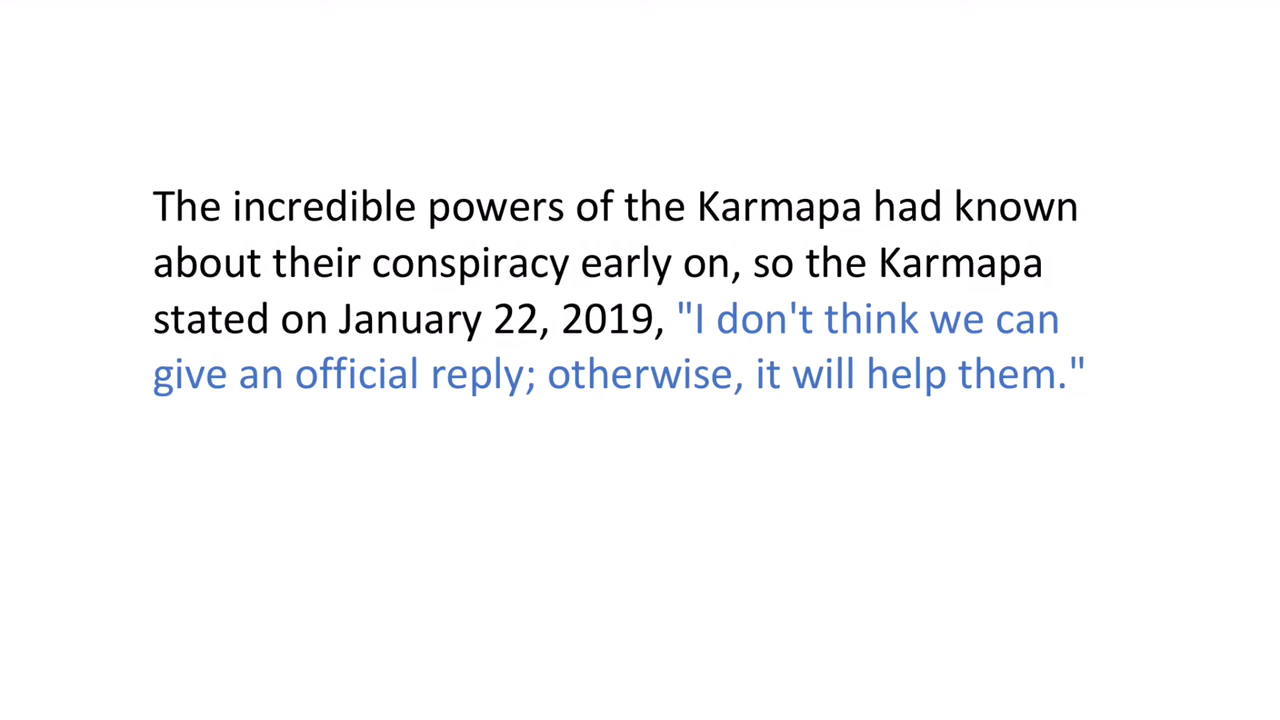 The incredible powers of the Karmapa had known
about their conspiracy early on, so the Karmapa
stated on January 22, 2019, "I don't think we can
give an official reply; otherwise, it will help them."